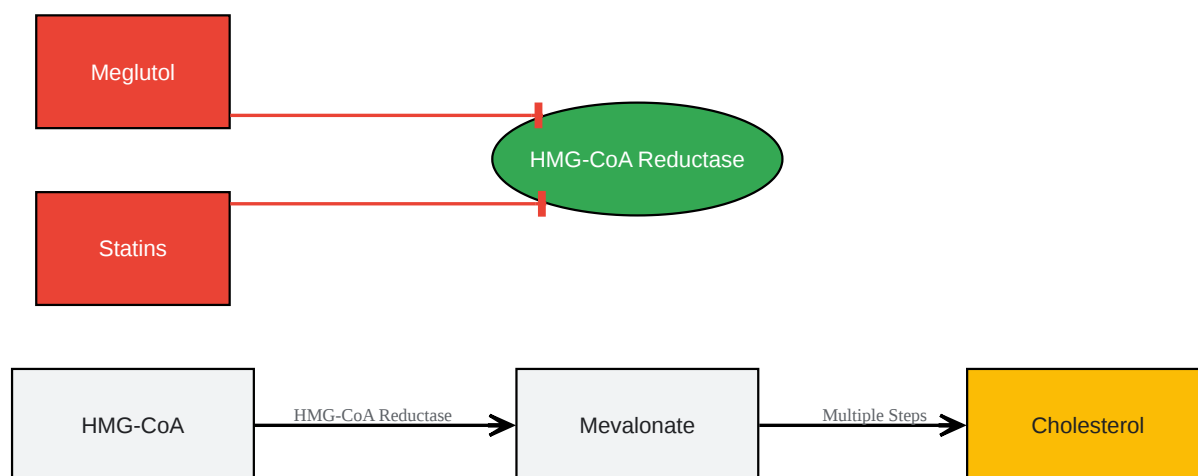 Meglutol
HMG-CoA Reductase
Statins
HMG-CoA
HMG-CoA Reductase
Mevalonate
Multiple Steps
Cholesterol